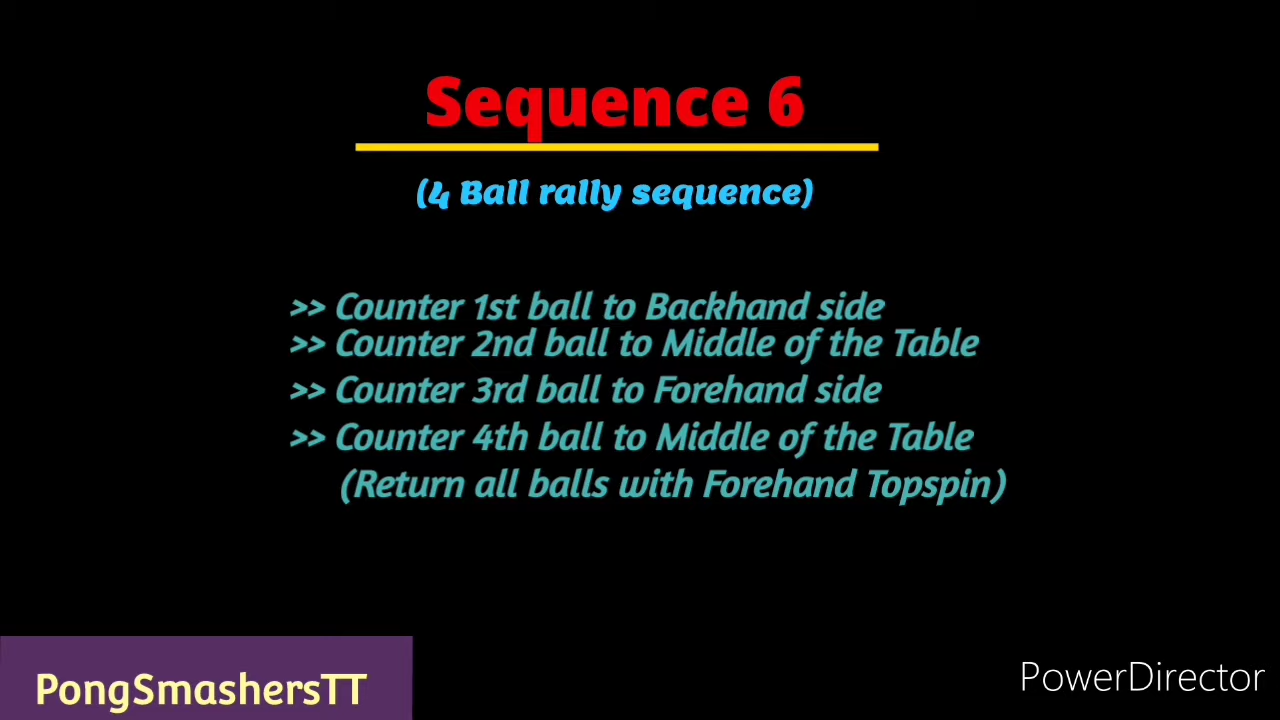 Sequence 6
(4 Ball rally sequence)
>> Counter 1st ball to Backhand side
>> Counter 2nd ball to Middle of the Table
>> Counter 3rd ball to Forehand side
>> Counter 4th ball to Middle of the Table
(Return all balls with Forehand Topspin)
PongSmashersTT
PowerDirector